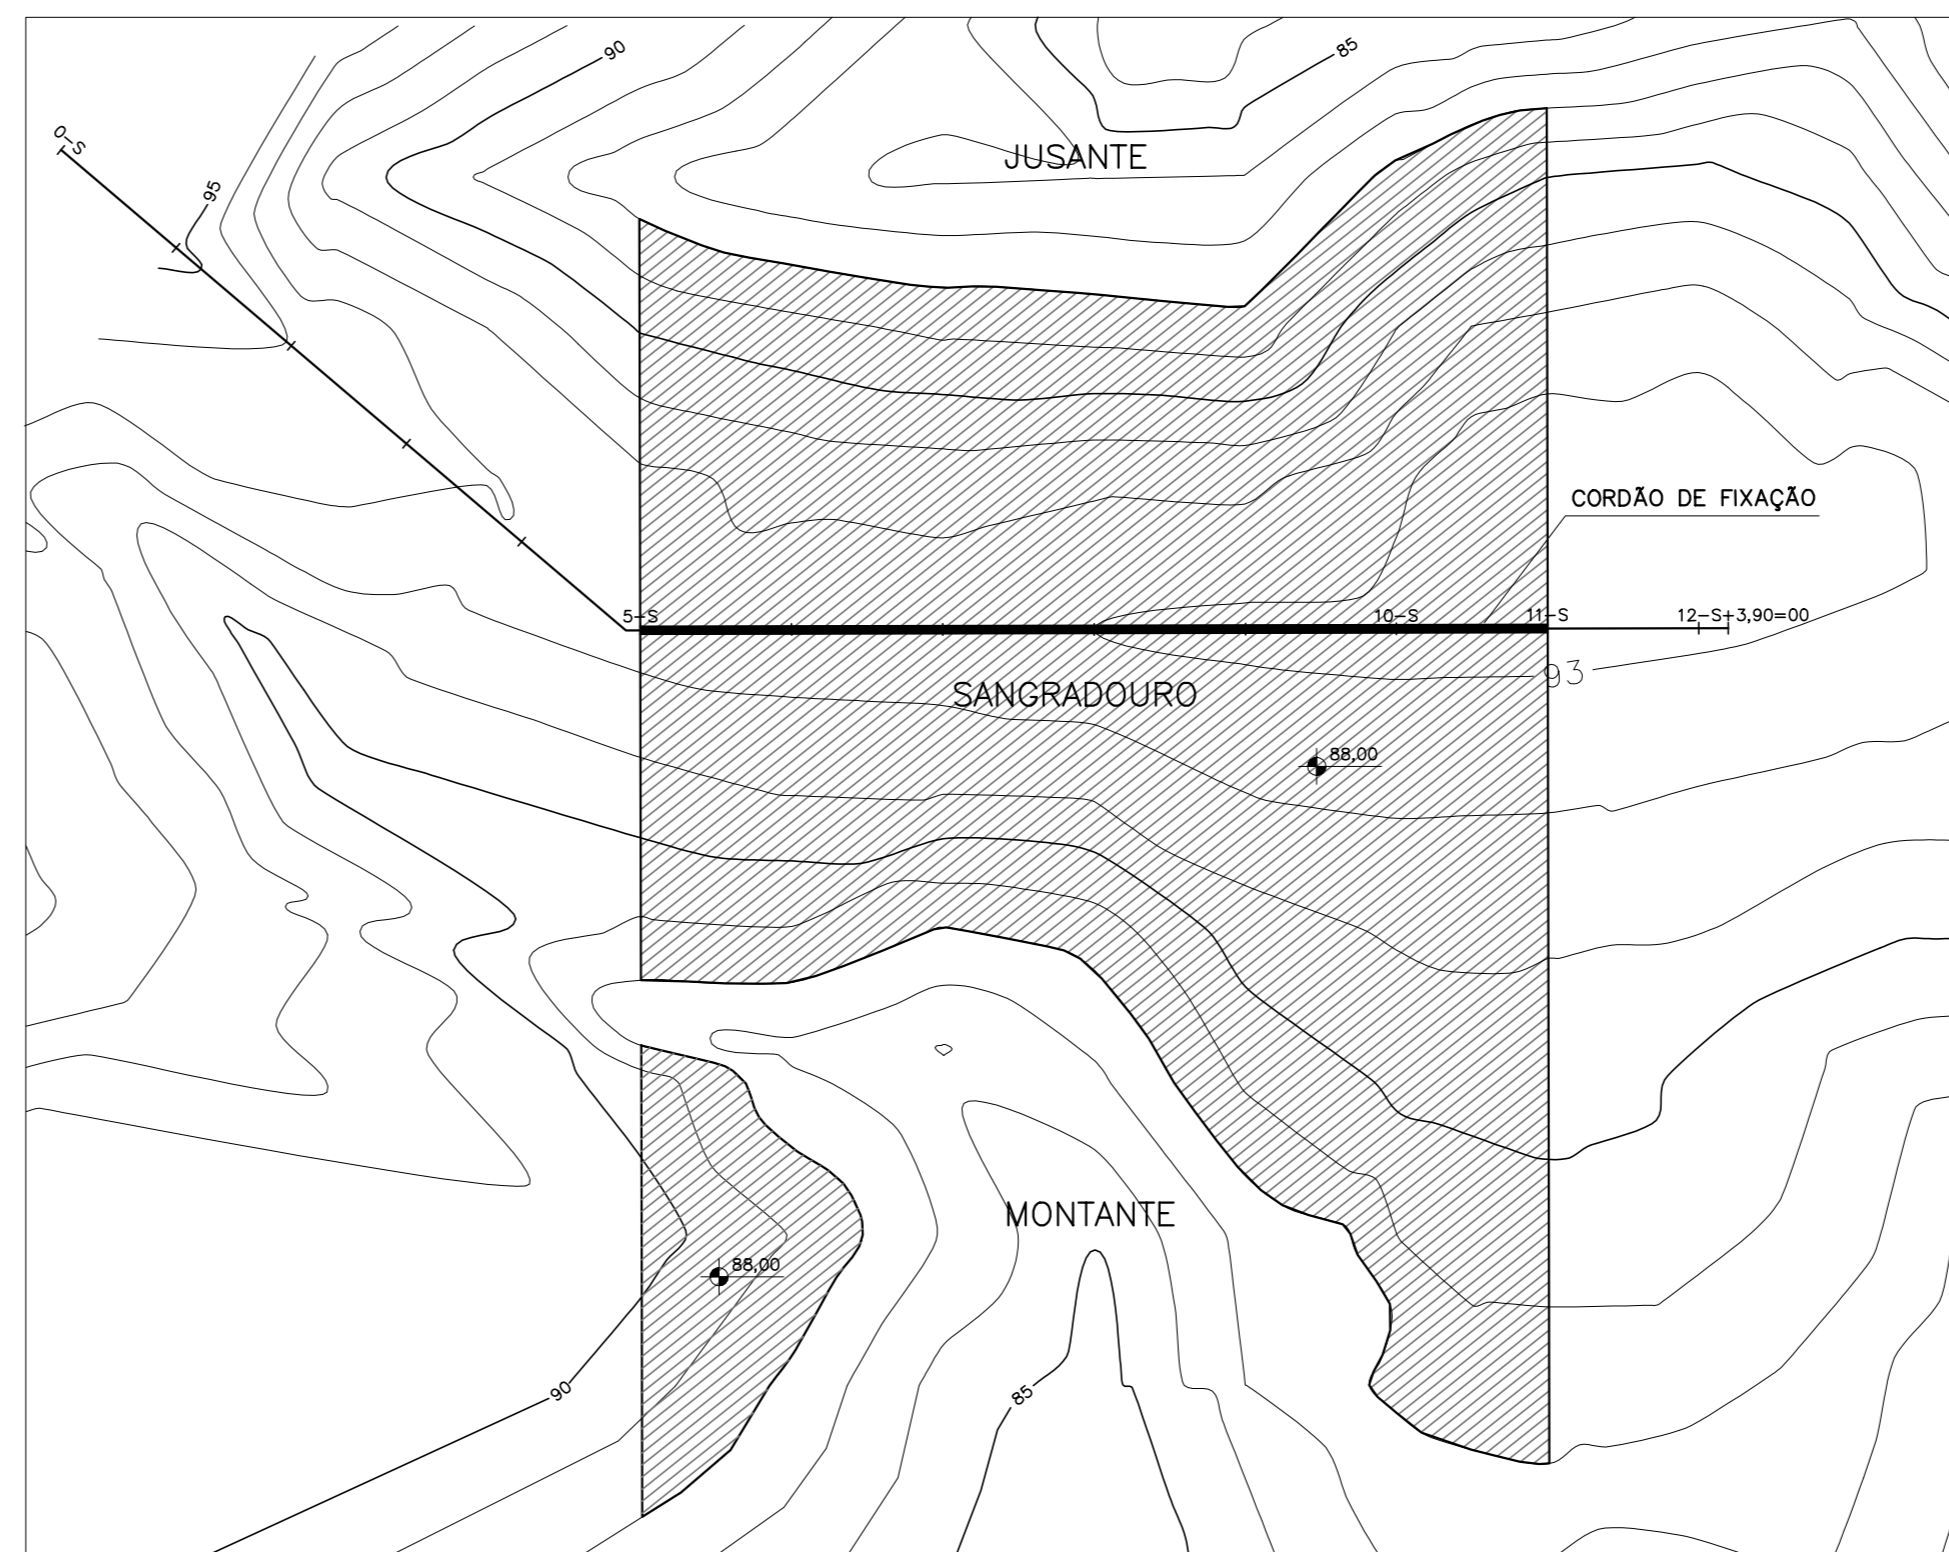 90
85
0-S
JUSANTE
95
CORDÃO DE FIXAÇÃO
5-S
10-S
11-S
12-S+3,90=00
93
SANGRADOURO
88,00
MONTANTE
88,00
90
85